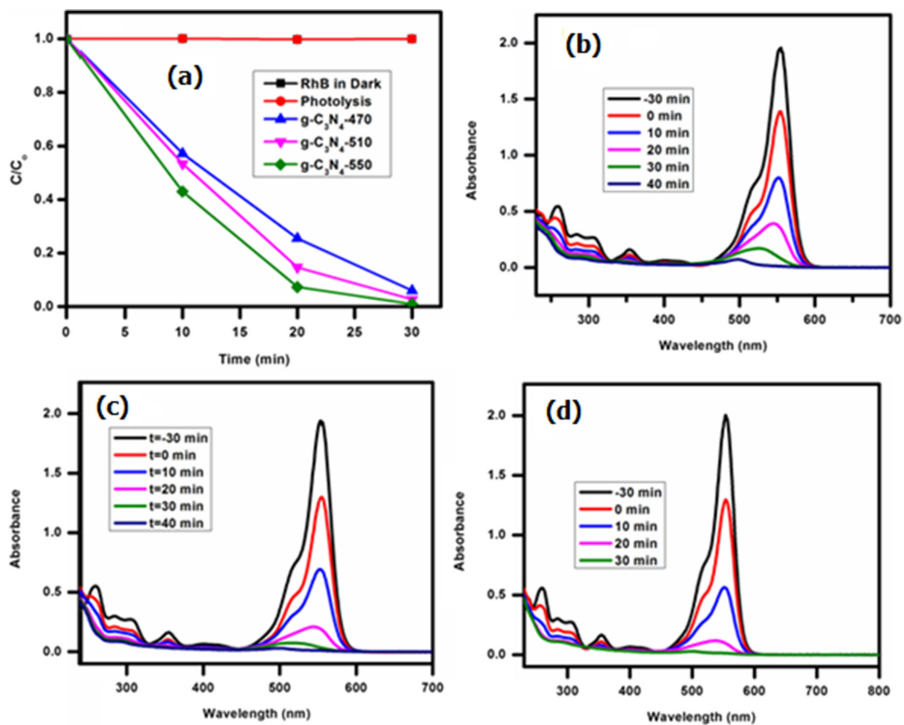 (a)
C/C₀
1.0
0.8
0.6
0.4
0.2
0.0
RhB in Dark
Photolysis
g-C₃N₄-470
g-C₃N₄-510
g-C₃N₄-550
0 5 10 15 20 25 30
Time (min)
(b)
Absorbance
2.0
1.5
1.0
0.5
0.0
-30 min
0 min
10 min
20 min
30 min
40 min
300 400 500 600 700
Wavelength (nm)
(c)
Absorbance
2.0
1.5
1.0
0.5
0.0
t=-30 min
t=0 min
t=10 min
t=20 min
t=30 min
t=40 min
300 400 500 600 700
Wavelength (nm)
(d)
Absorbance
2.0
1.5
1.0
0.5
0.0
-30 min
0 min
10 min
20 min
30 min
300 400 500 600 700 800
Wavelength (nm)